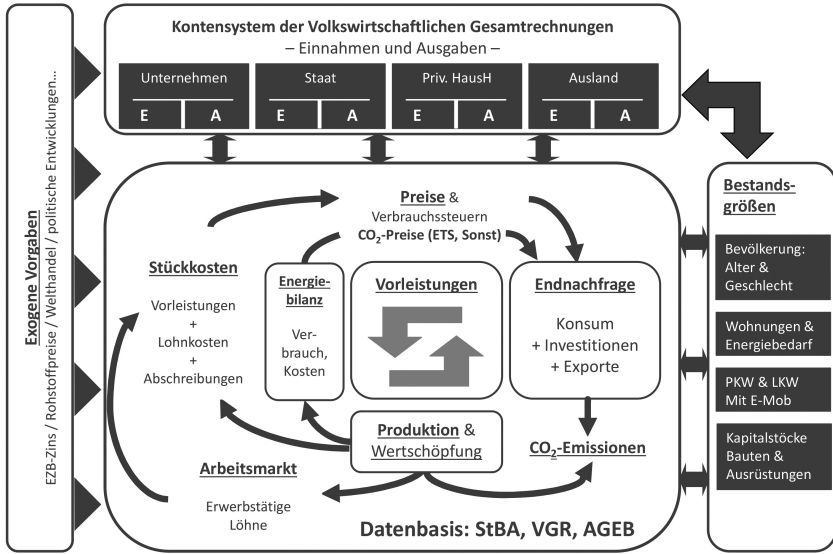 Exogene Vorgaben
EZB-Zins / Rohstoffpreise / Welthandel / politische Entwicklungen...
Kontensystem der Volkswirtschaftlichen Gesamtrechnungen
– Einnahmen und Ausgaben –
Unternehmen
E A
Staat
E A
Priv. HausH
E A
Ausland
E A
Preise &
Verbrauchssteuern
CO₂-Preise (ETS, Sonst)
Stückkosten
Vorleistungen
+
Lohnkosten
+
Abschreibungen
Energie-
bilanz
Ver-
brauch,
Kosten
Vorleistungen
Endnachfrage
Konsum
+ Investitionen
+ Exporte
Produktion &
Wertschöpfung
CO₂-Emissionen
Arbeitsmarkt
Erwerbstätige
Löhne
Datenbasis: StBA, VGR, AGEB
Bestands-
größen
Bevölkerung:
Alter &
Geschlecht
Wohnungen &
Energiebedarf
PKW & LKW
Mit E-Mob
Kapitalstöcke
Bauten &
Ausrüstungen